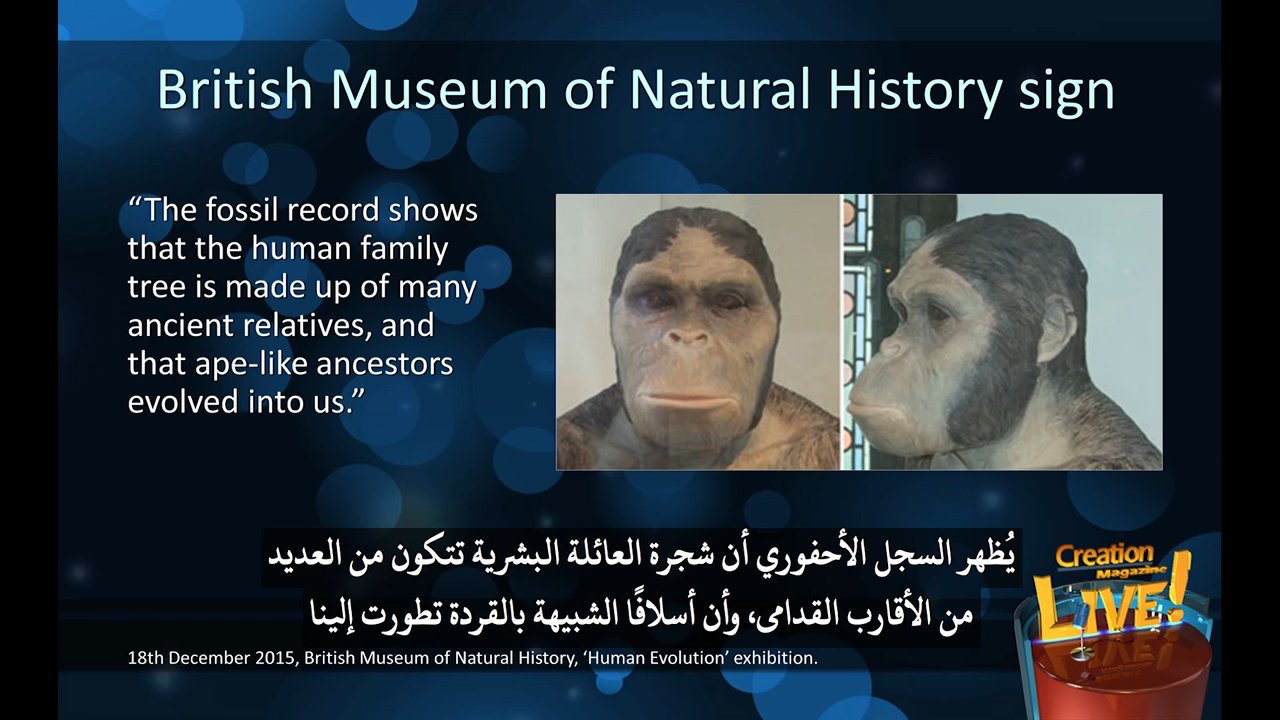 British Museum of Natural History sign
“The fossil record shows
that the human family
tree is made up of many
ancient relatives, and
that ape-like ancestors
evolved into us.”
يُظهر السجل الأحفوري أن شجرة العائلة البشرية تتكون من العديد
من الأقارب القدامى، وأن أسلافًا الشبيهة بالقردة تطورت إلينا
18th December 2015, British Museum of Natural History, ‘Human Evolution’ exhibition.
Creation
Magazine
LIVE!